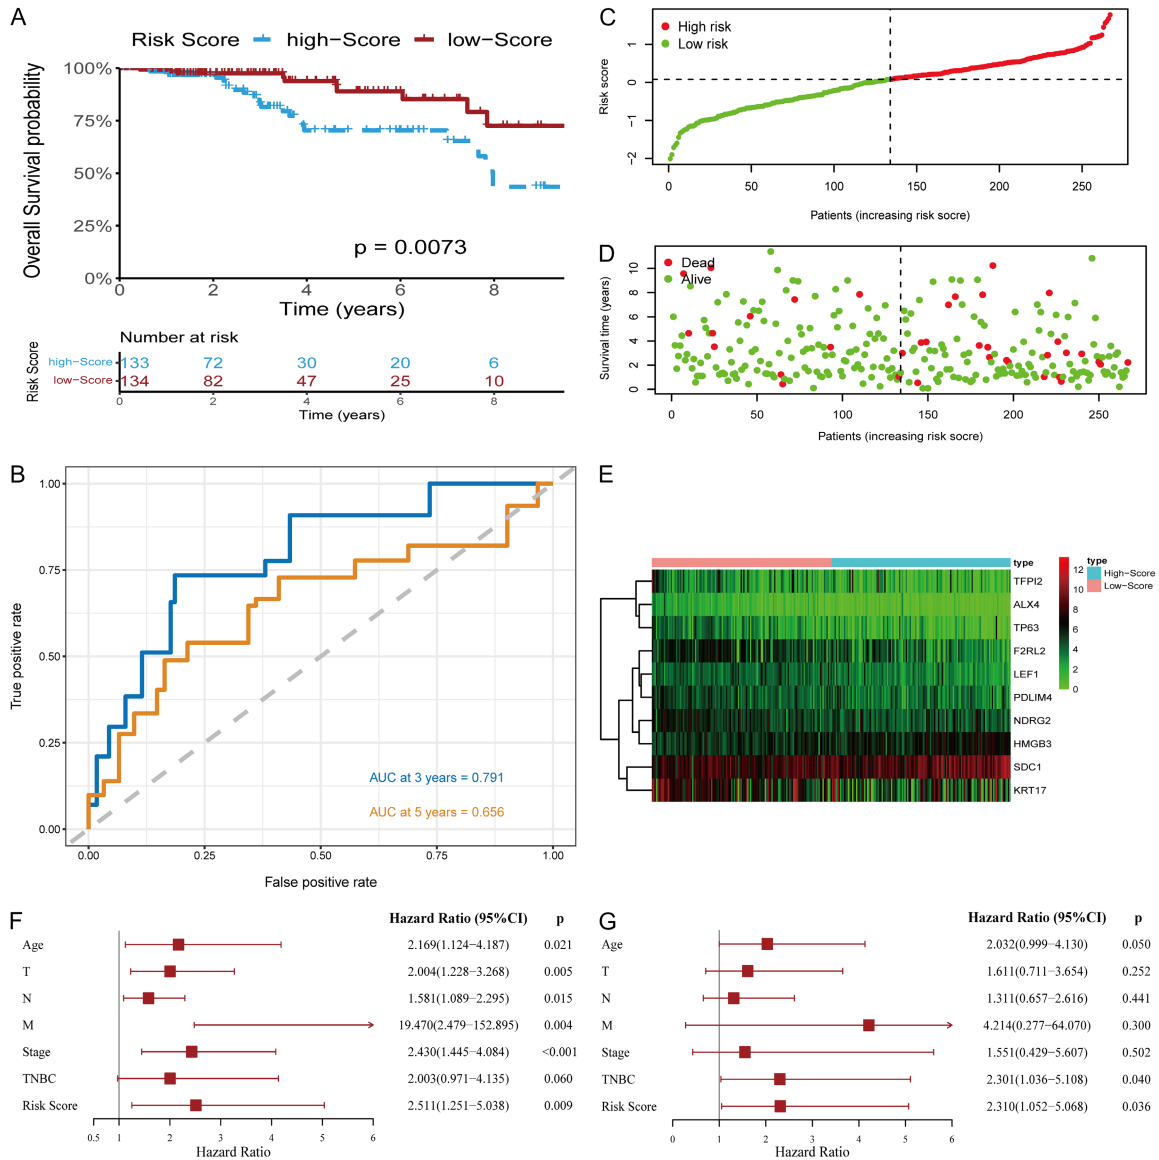 A
Risk Score high−Score low−Score
Overall Survival probability
100%
75%
50%
25%
0%
p = 0.0073
0 2 4 6 8
Time (years)
Number at risk
Risk Score
high−Score 133 72 30 20 6
low−Score 134 82 47 25 10
0 2 4 6 8
Time (years)
B
True positive rate
1.00
0.75
0.50
0.25
0.00
AUC at 3 years = 0.791
AUC at 5 years = 0.656
0.00 0.25 0.50 0.75 1.00
False positive rate
C
High risk
Low risk
Risk score
1
0
−1
−2
0 50 100 150 200 250
Patients (increasing risk socre)
D
Dead
Alive
Survival time (years)
10
8
6
4
2
0
0 50 100 150 200 250
Patients (increasing risk socre)
E
type
TFPI2
ALX4
TP63
F2RL2
LEF1
PDLIM4
NDRG2
HMGB3
SDC1
KRT17
12
10
8
6
4
2
0
type
High−Score
Low−Score
F
Hazard Ratio (95%CI) p
Age 2.169(1.124−4.187) 0.021
T 2.004(1.228−3.268) 0.005
N 1.581(1.089−2.295) 0.015
M 19.470(2.479−152.895) 0.004
Stage 2.430(1.445−4.084) <0.001
TNBC 2.003(0.971−4.135) 0.060
Risk Score 2.511(1.251−5.038) 0.009
0.5 1 2 3 4 5 6
Hazard Ratio
G
Hazard Ratio (95%CI) p
Age 2.032(0.999−4.130) 0.050
T 1.611(0.711−3.654) 0.252
N 1.311(0.657−2.616) 0.441
M 4.214(0.277−64.070) 0.300
Stage 1.551(0.429−5.607) 0.502
TNBC 2.301(1.036−5.108) 0.040
Risk Score 2.310(1.052−5.068) 0.036
0 1 2 3 4 5 6
Hazard Ratio